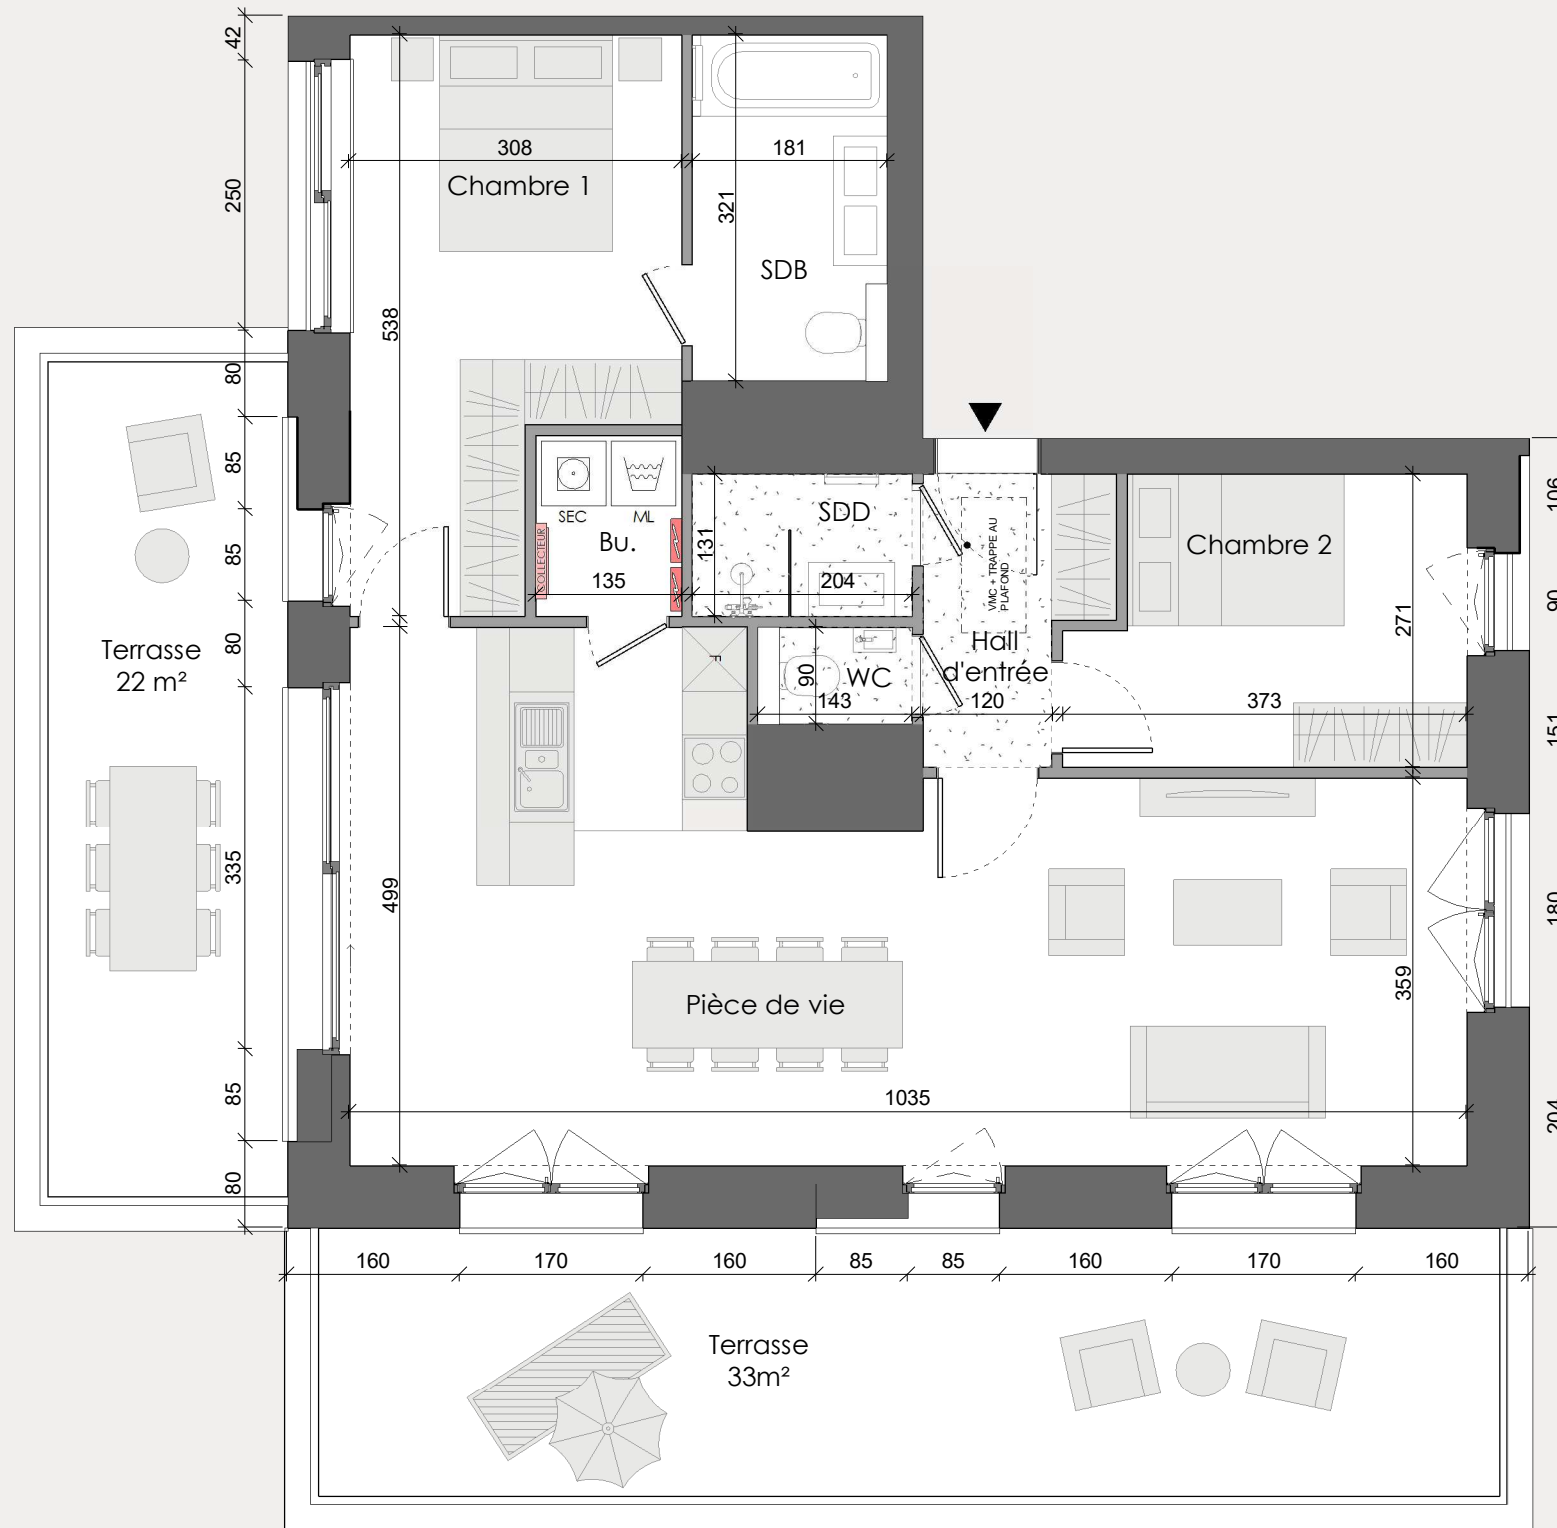 42
250
80
85
85
80
335
85
80
308
Chambre 1
181
321
SDB
538
SEC
ML
COLLECTEUR
Bu.
135
131
SDD
204
VMC + TRAPPE AU
PLAFOND
Chambre 2
271
373
Hall
d'entrée
120
WC
90
143
F
Terrasse
22 m²
499
Pièce de vie
359
1035
106
90
151
180
204
160
170
160
85
85
160
170
160
Terrasse
33m²